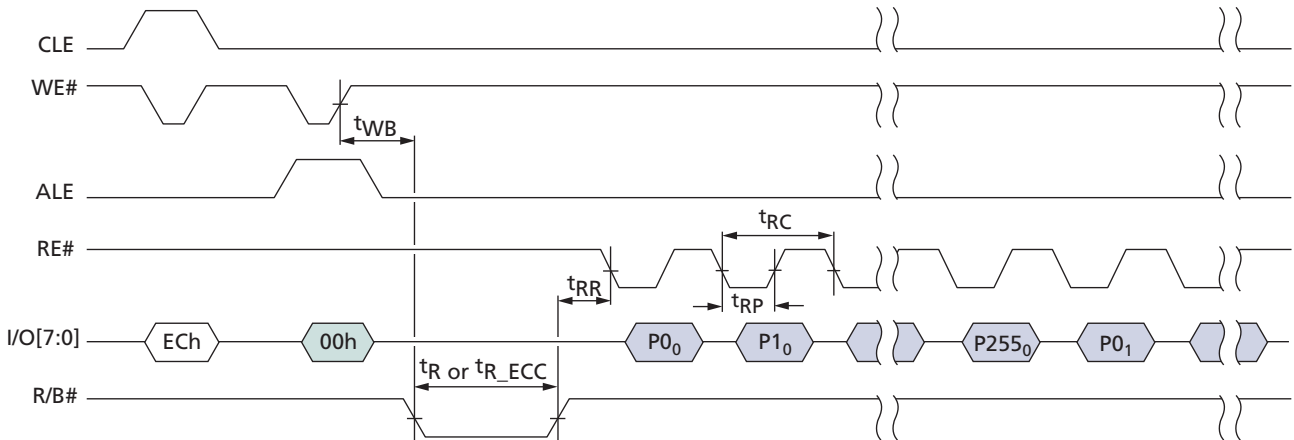 CLE
WE#
tWB
ALE
tRC
RE#
tRR
tRP
I/O[7:0]
ECh
00h
P0₀
P1₀
P255₀
P0₁
tR or tR_ECC
R/B#